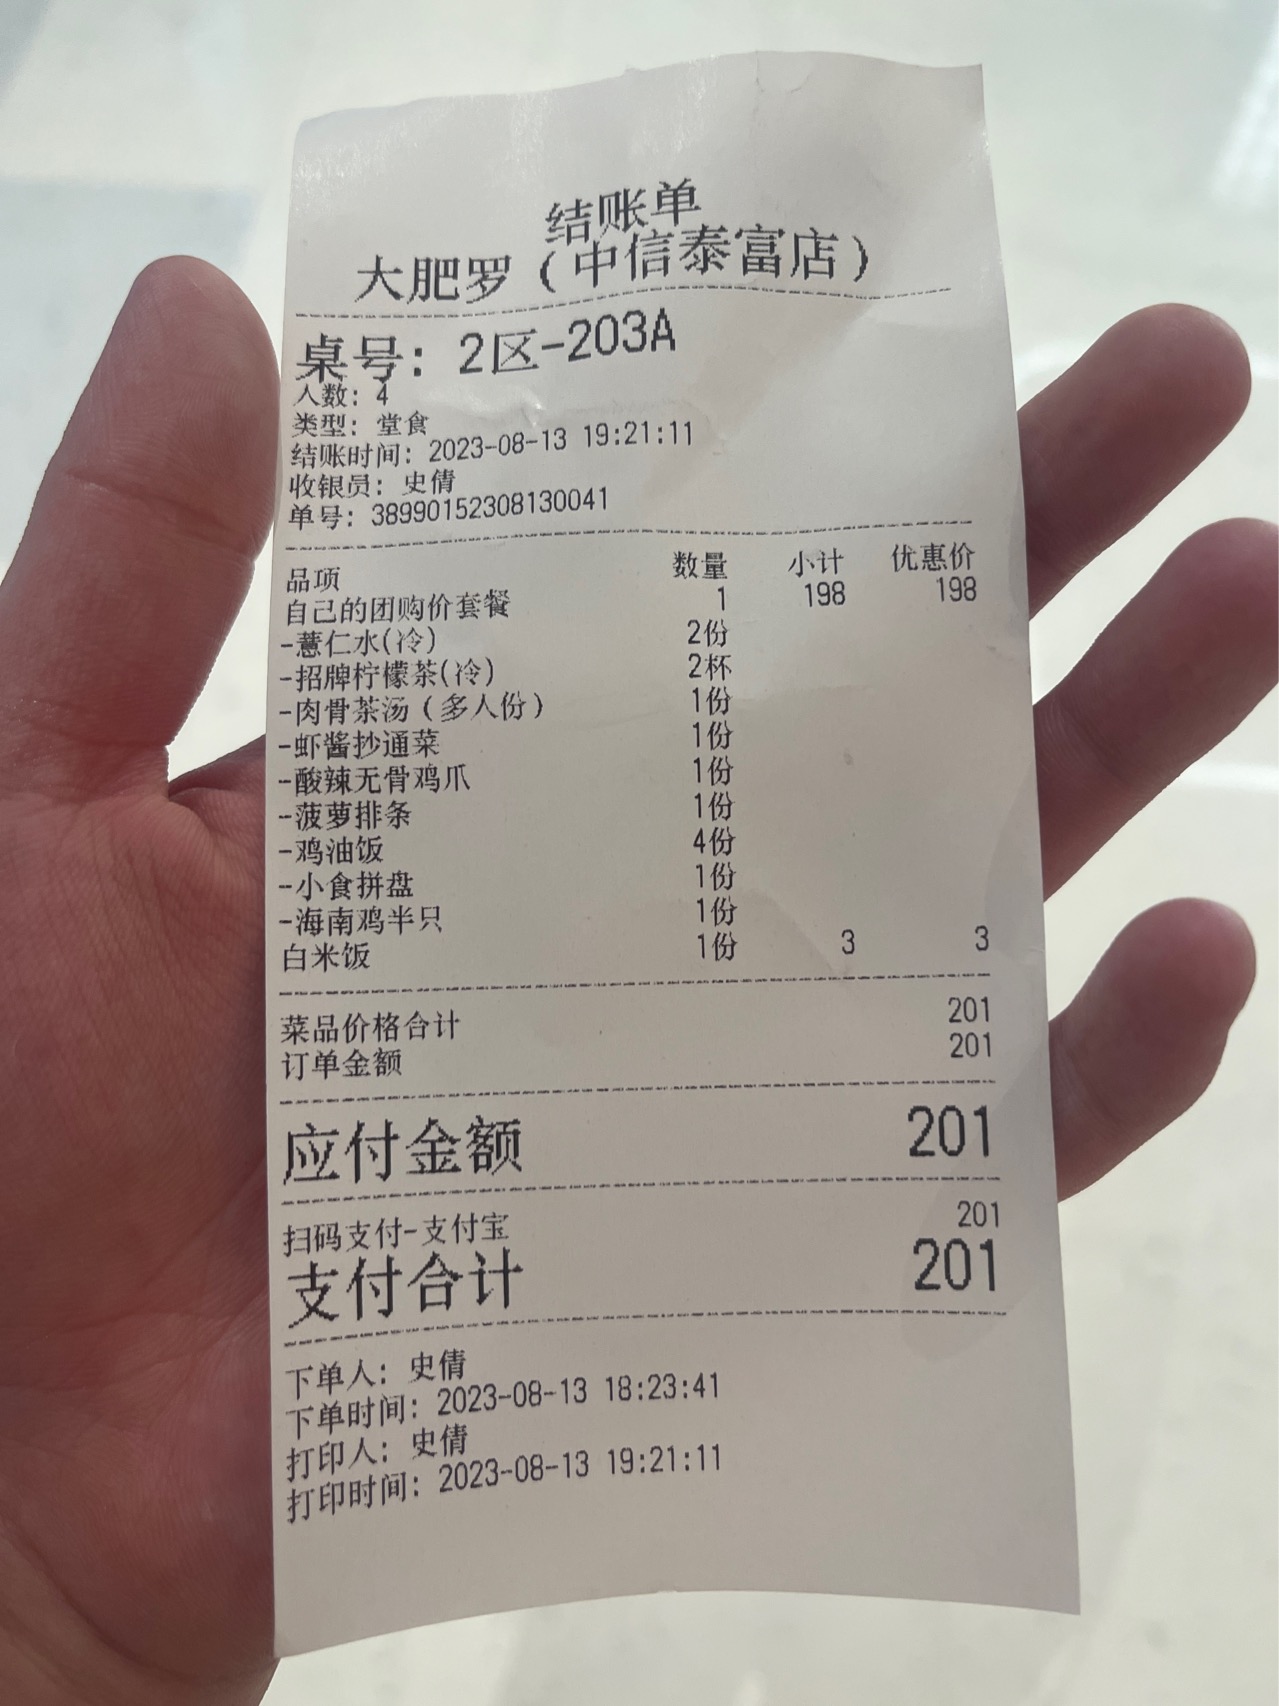 结账单
大肥罗（中信泰富店）
桌号：2区-203A
人数：4
类型：堂食
结账时间：2023-08-13 19:21:11
收银员：史倩
单号：38990152308130041
品项 数量 小计 优惠价
自己的团购价套餐 1 198 198
-薏仁水(冷) 2份
-招牌柠檬茶(冷) 2杯
-肉骨茶汤（多人份） 1份
-虾酱抄通菜 1份
-酸辣无骨鸡爪 1份
-菠萝排条 1份
-鸡油饭 4份
-小食拼盘 1份
-海南鸡半只 1份
白米饭 1份 3 3
菜品价格合计 201
订单金额 201
应付金额 201
扫码支付-支付宝 201
支付合计 201
下单人：史倩
下单时间：2023-08-13 18:23:41
打印人：史倩
打印时间：2023-08-13 19:21:11